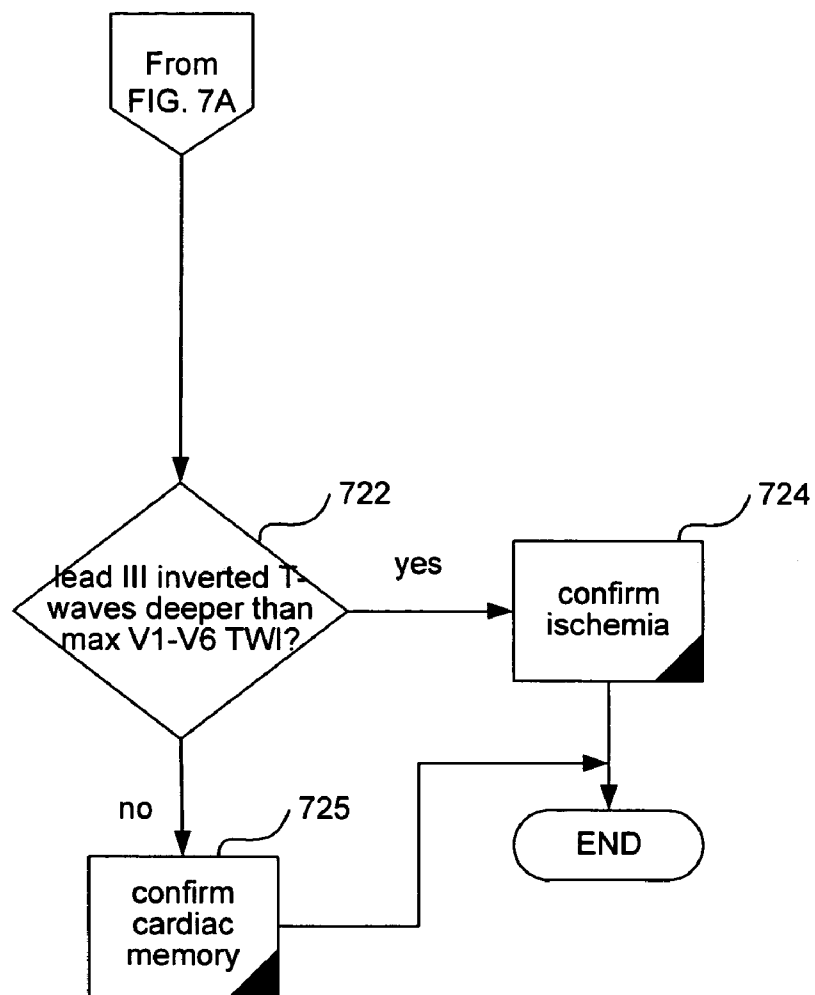 From
FIG. 7A
722
lead III inverted T-
waves deeper than
max V1-V6 TWI?
yes
724
confirm
ischemia
no
725
confirm
cardiac
memory
END